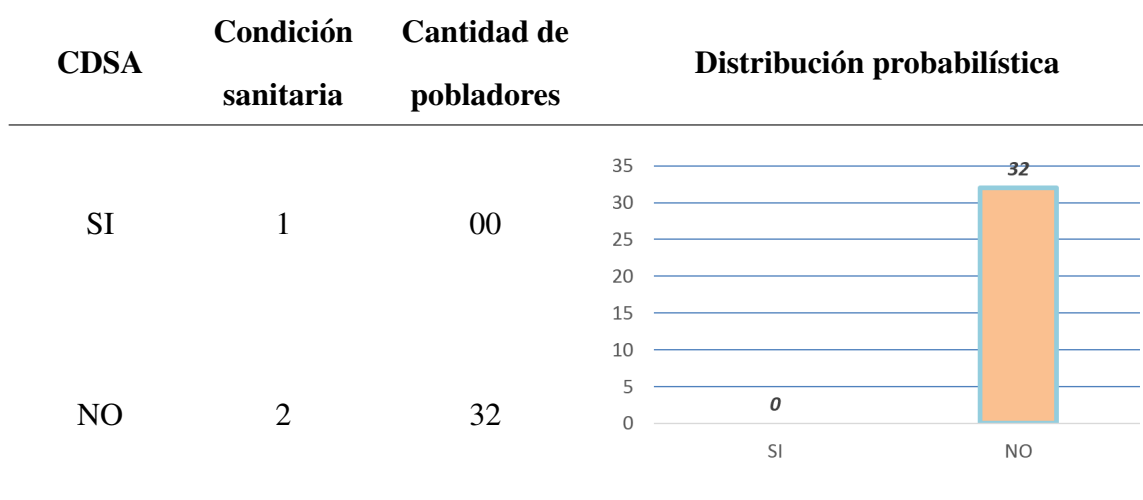 CDSA
Condición
sanitaria
Cantidad de
pobladores
Distribución probabilística
SI
1
00
NO
2
32
35
30
25
20
15
10
5
0
32
0
SI
NO